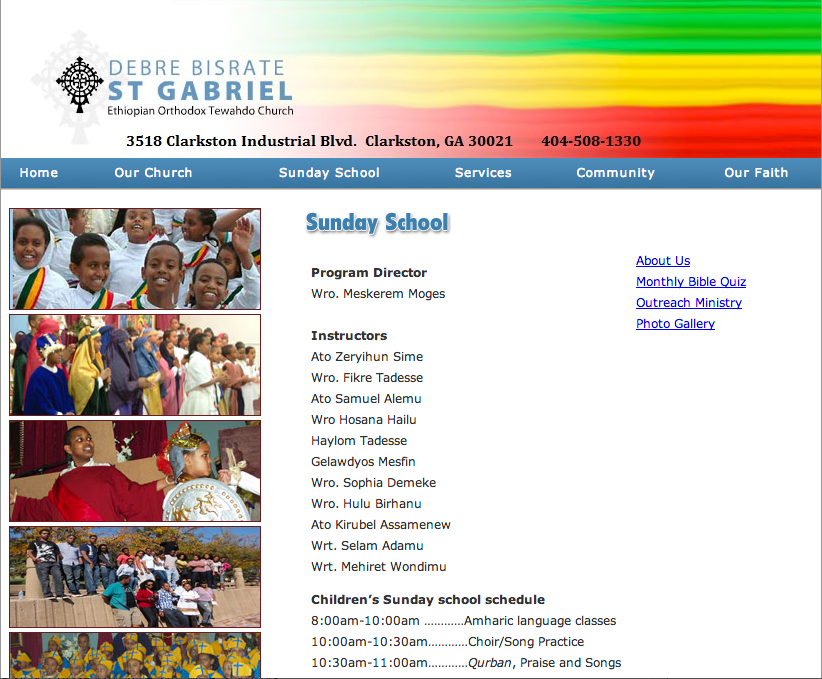 DEBRE BISRATE
ST GABRIEL
Ethiopian Orthodox Tewahdo Church
3518 Clarkston Industrial Blvd.  Clarkston, GA 30021      404-508-1330
Home Our Church Sunday School Services Community Our Faith
Sunday School
Program Director
Wro. Meskerem Moges
Instructors
Ato Zeryihun Sime
Wro. Fikre Tadesse
Ato Samuel Alemu
Wro Hosana Hailu
Haylom Tadesse
Gelawdyos Mesfin
Wro. Sophia Demeke
Wro. Hulu Birhanu
Ato Kirubel Assamenew
Wrt. Selam Adamu
Wrt. Mehiret Wondimu
Children’s Sunday school schedule
8:00am-10:00am …………Amharic language classes
10:00am-10:30am…………Choir/Song Practice
10:30am-11:00am…………Qurban, Praise and Songs
About Us
Monthly Bible Quiz
Outreach Ministry
Photo Gallery